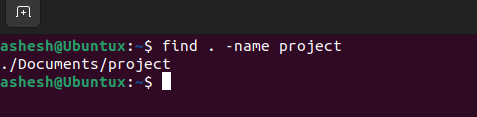 ashesh@Ubuntux:~$ find . -name project
./Documents/project
ashesh@Ubuntux:~$